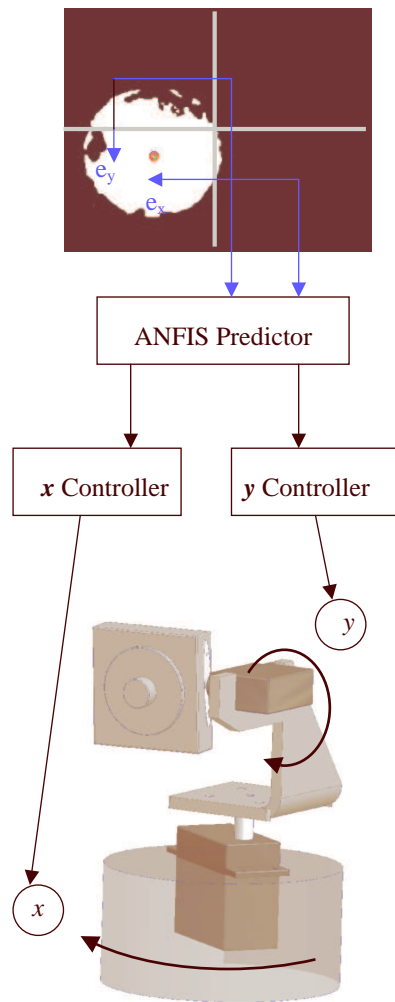 e_y
e_x
ANFIS Predictor
x Controller
y Controller
y
x